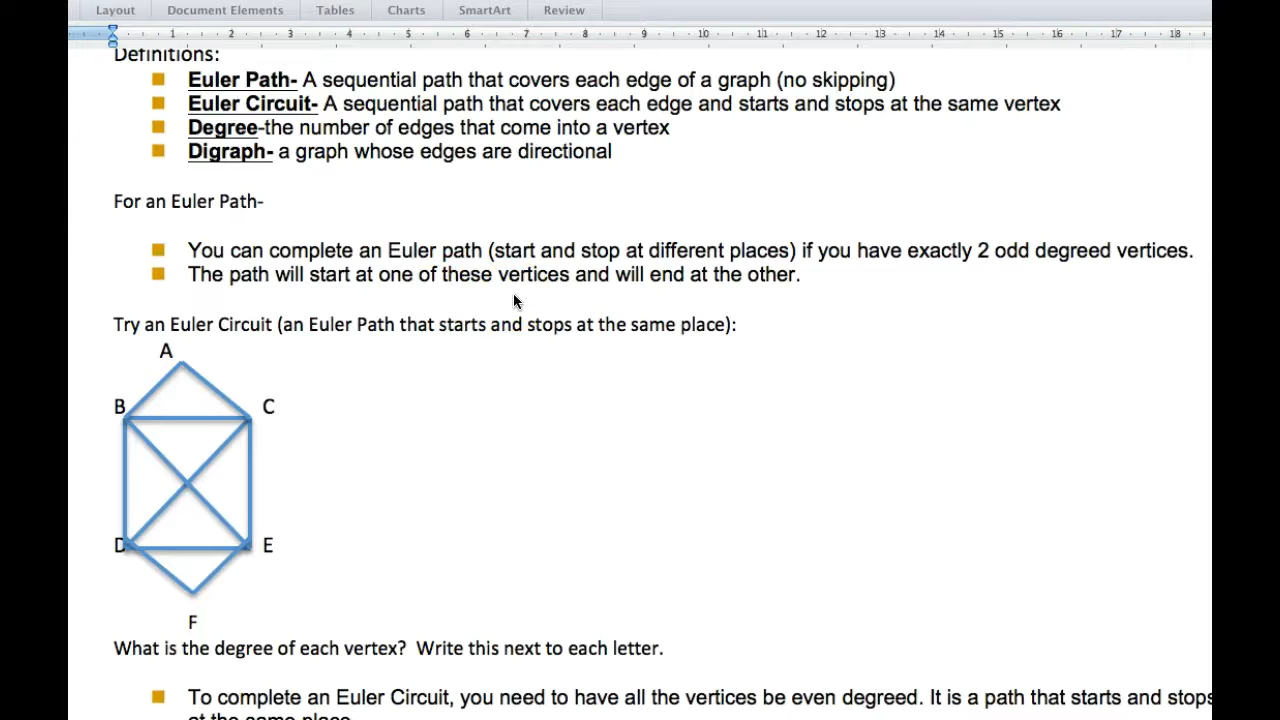 Layout Document Elements Tables Charts SmartArt Review
1 2 3 4 5 6 7 8 9 10 11 12 13 14 15 16 17 18
Definitions:
Euler Path- A sequential path that covers each edge of a graph (no skipping)
Euler Circuit- A sequential path that covers each edge and starts and stops at the same vertex
Degree-the number of edges that come into a vertex
Digraph- a graph whose edges are directional
For an Euler Path-
You can complete an Euler path (start and stop at different places) if you have exactly 2 odd degreed vertices.
The path will start at one of these vertices and will end at the other.
Try an Euler Circuit (an Euler Path that starts and stops at the same place):
A
B C
D E
F
What is the degree of each vertex? Write this next to each letter.
To complete an Euler Circuit, you need to have all the vertices be even degreed. It is a path that starts and stops
at the same place